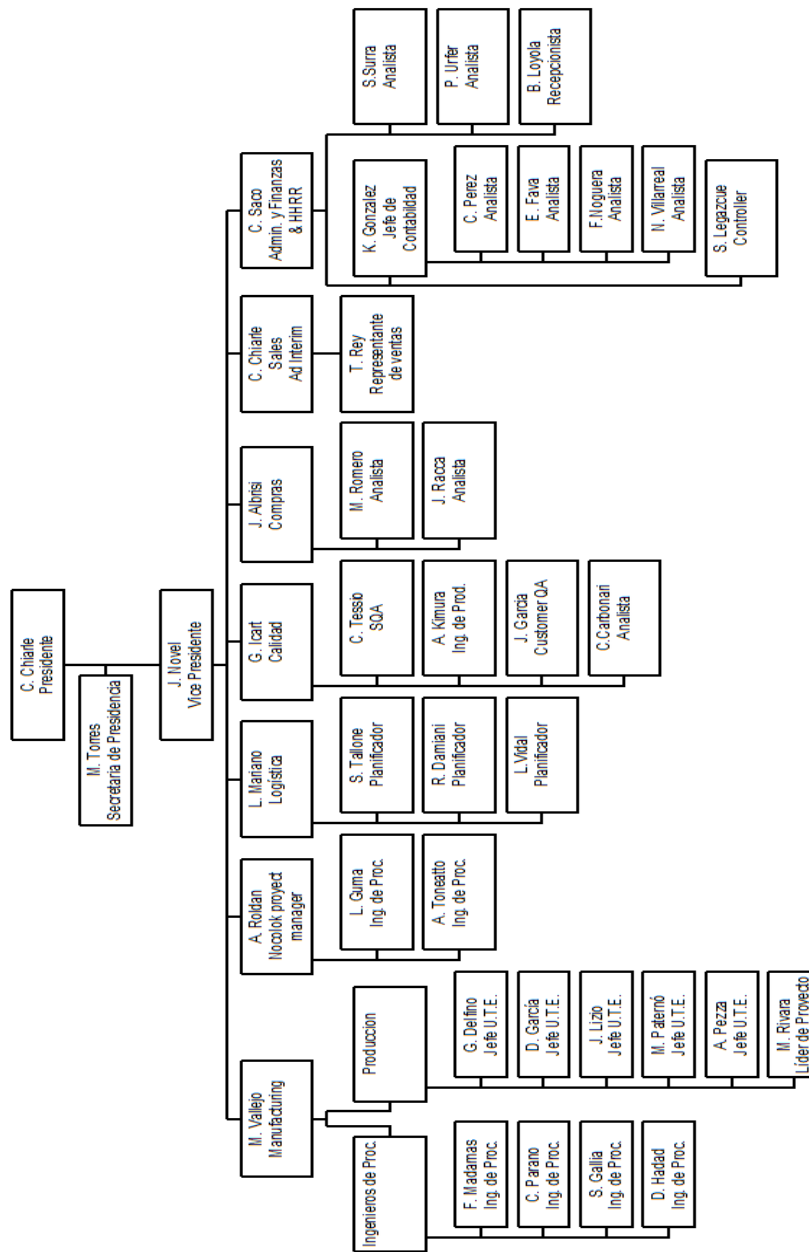 C. Chiarle
Presidente
M. Torres
Secretaria de Presidencia
J. Novel
Vice Presidente
M. Vallejo
Manufacturing
A. Roldan
Nocolok proyect
manager
L. Mariano
Logística
G. Icart
Calidad
J. Albrisi
Compras
C. Chiarle
Sales
Ad Interim
C. Saco
Admin. y Finanzas
& HHRR
Ingenieros de Proc.
F. Madamas
Ing. de Proc.
C. Parano
Ing. de Proc.
S. Gallia
Ing. de Proc.
D. Hadad
Ing. de Proc.
Produccion
G. Delfino
Jefe U.T.E.
D. García
Jefe U.T.E.
J. Lizio
Jefe U.T.E.
M. Paternó
Jefe U.T.E.
A. Pezza
Jefe U.T.E.
M. Rivara
Líder de Proyecto
L. Guma
Ing. de Proc.
A. Toneatto
Ing. de Proc.
S. Tallone
Planificador
R. Damiani
Planificador
L.Vidal
Planificador
C. Tessio
SQA
A. Kimura
Ing. de Prod.
J. Garcia
Customer QA
C.Carbonari
Analista
M. Romero
Analista
J. Racca
Analista
T. Rey
Representante
de ventas
K. Gonzalez
Jefe de
Contabilidad
C. Perez
Analista
E. Fava
Analista
F.Noguera
Analista
N. Villarreal
Analista
S. Legazcue
Controller
S.Surra
Analista
P. Urfer
Analista
B. Loyola
Recepcionista